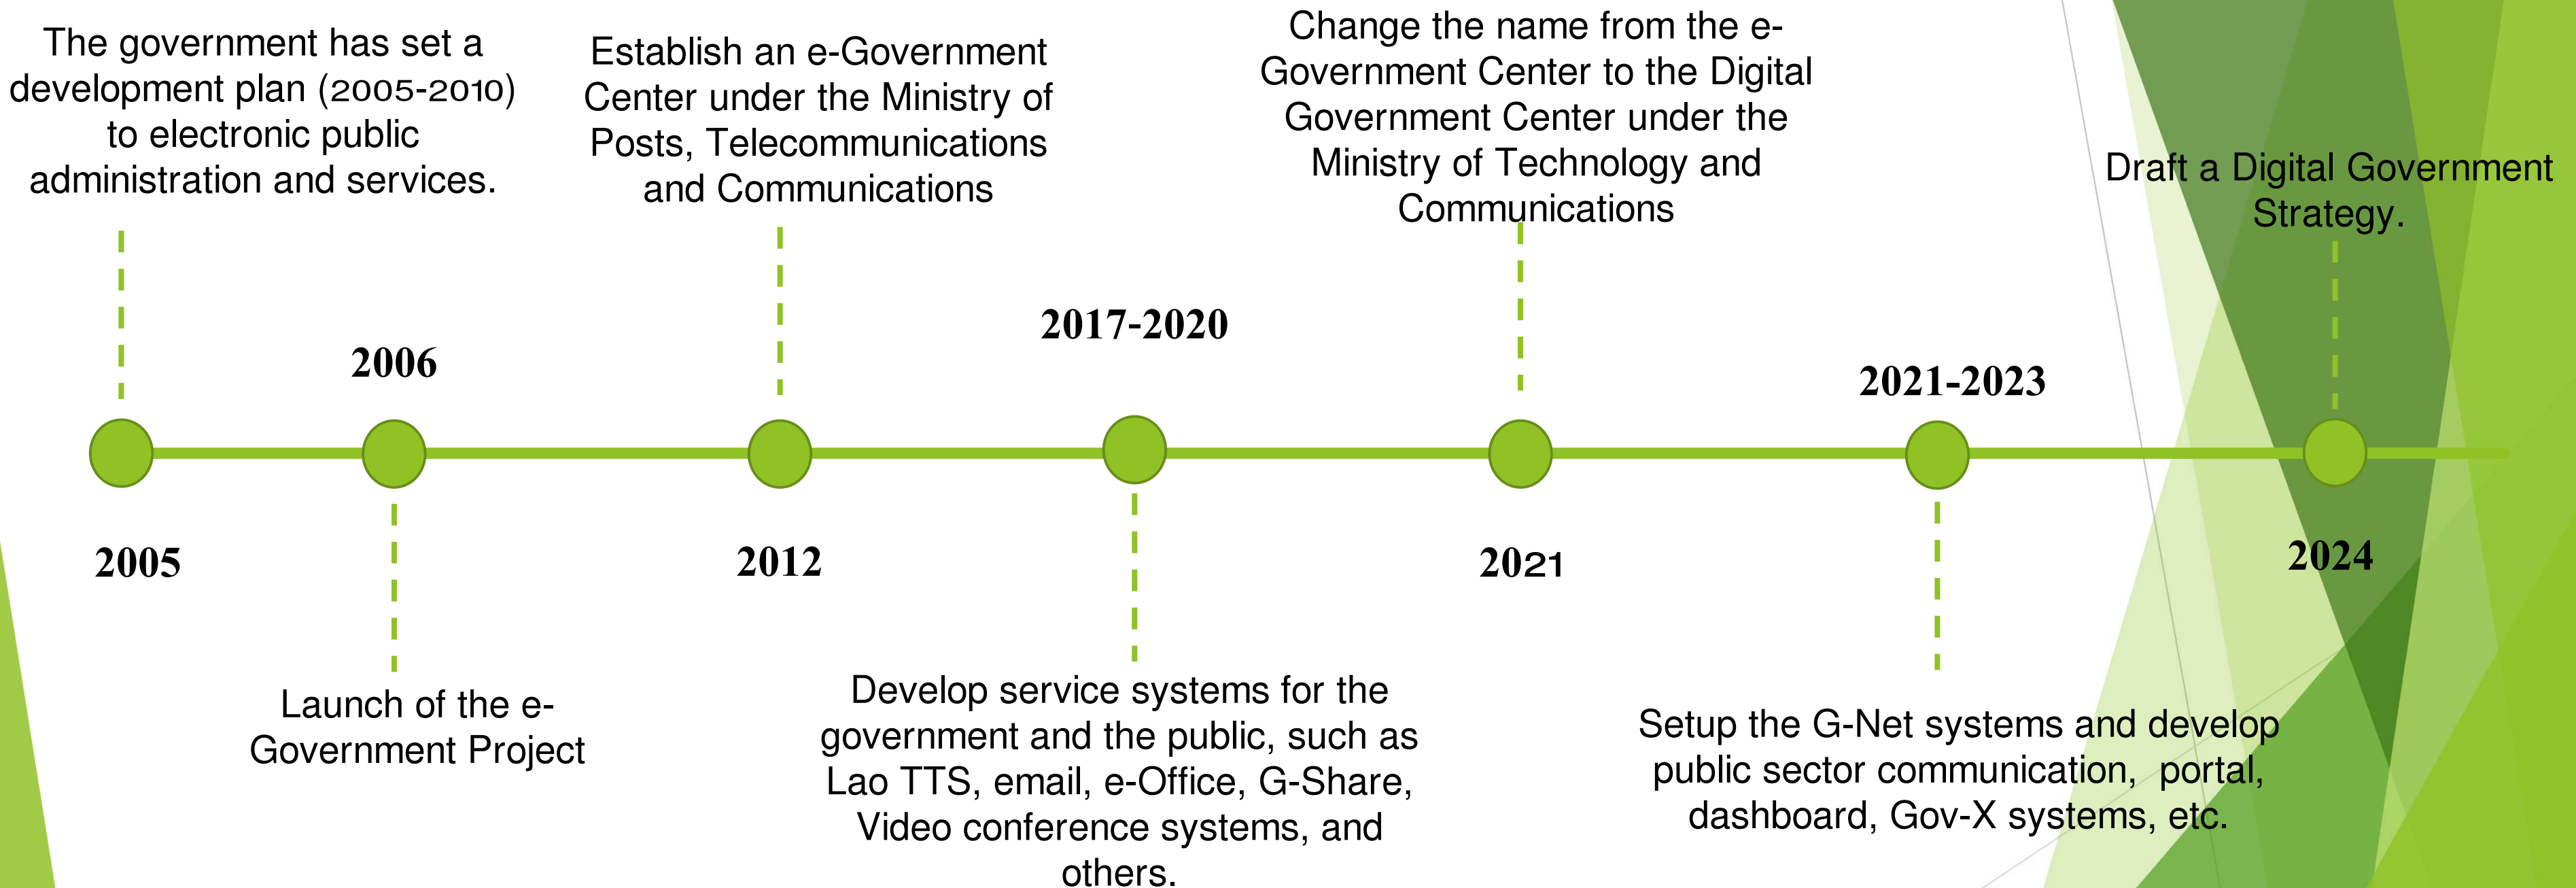 The government has set a
development plan (2005-2010)
to electronic public
administration and services.
2005
2006
Launch of the e-
Government Project
Establish an e-Government
Center under the Ministry of
Posts, Telecommunications
and Communications
2012
2017-2020
Develop service systems for the
government and the public, such as
Lao TTS, email, e-Office, G-Share,
Video conference systems, and
others.
Change the name from the e-
Government Center to the Digital
Government Center under the
Ministry of Technology and
Communications
2021
2021-2023
Setup the G-Net systems and develop
public sector communication,  portal,
dashboard, Gov-X systems, etc.
Draft a Digital Government
Strategy.
2024